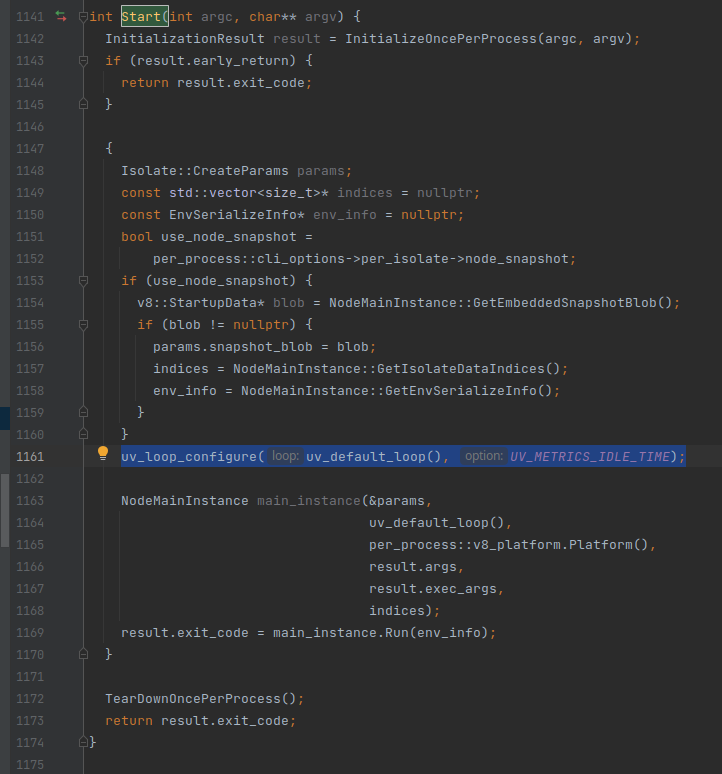 1141 int Start(int argc, char** argv) {
1142   InitializationResult result = InitializeOncePerProcess(argc, argv);
1143   if (result.early_return) {
1144     return result.exit_code;
1145   }
1146
1147   {
1148     Isolate::CreateParams params;
1149     const std::vector<size_t>* indices = nullptr;
1150     const EnvSerializeInfo* env_info = nullptr;
1151     bool use_node_snapshot =
1152         per_process::cli_options->per_isolate->node_snapshot;
1153     if (use_node_snapshot) {
1154       v8::StartupData* blob = NodeMainInstance::GetEmbeddedSnapshotBlob();
1155       if (blob != nullptr) {
1156         params.snapshot_blob = blob;
1157         indices = NodeMainInstance::GetIsolateDataIndices();
1158         env_info = NodeMainInstance::GetEnvSerializeInfo();
1159       }
1160     }
1161     uv_loop_configure( loop: uv_default_loop(), option: UV_METRICS_IDLE_TIME);
1162
1163     NodeMainInstance main_instance(&params,
1164                                    uv_default_loop(),
1165                                    per_process::v8_platform.Platform(),
1166                                    result.args,
1167                                    result.exec_args,
1168                                    indices);
1169     result.exit_code = main_instance.Run(env_info);
1170   }
1171
1172   TearDownOncePerProcess();
1173   return result.exit_code;
1174 }
1175